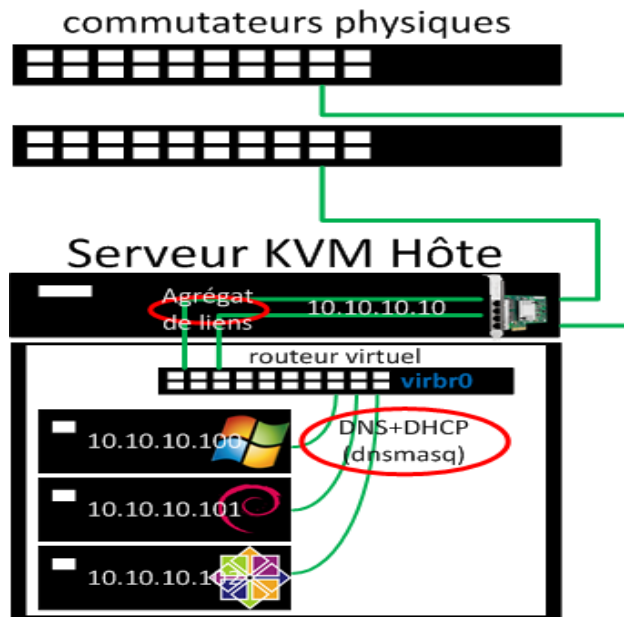 commutateurs physiques
Serveur KVM Hôte
Agrégat
de liens
10.10.10.10
routeur virtuel
virbr0
DNS+DHCP
(dnsmasq)
10.10.10.100
10.10.10.101